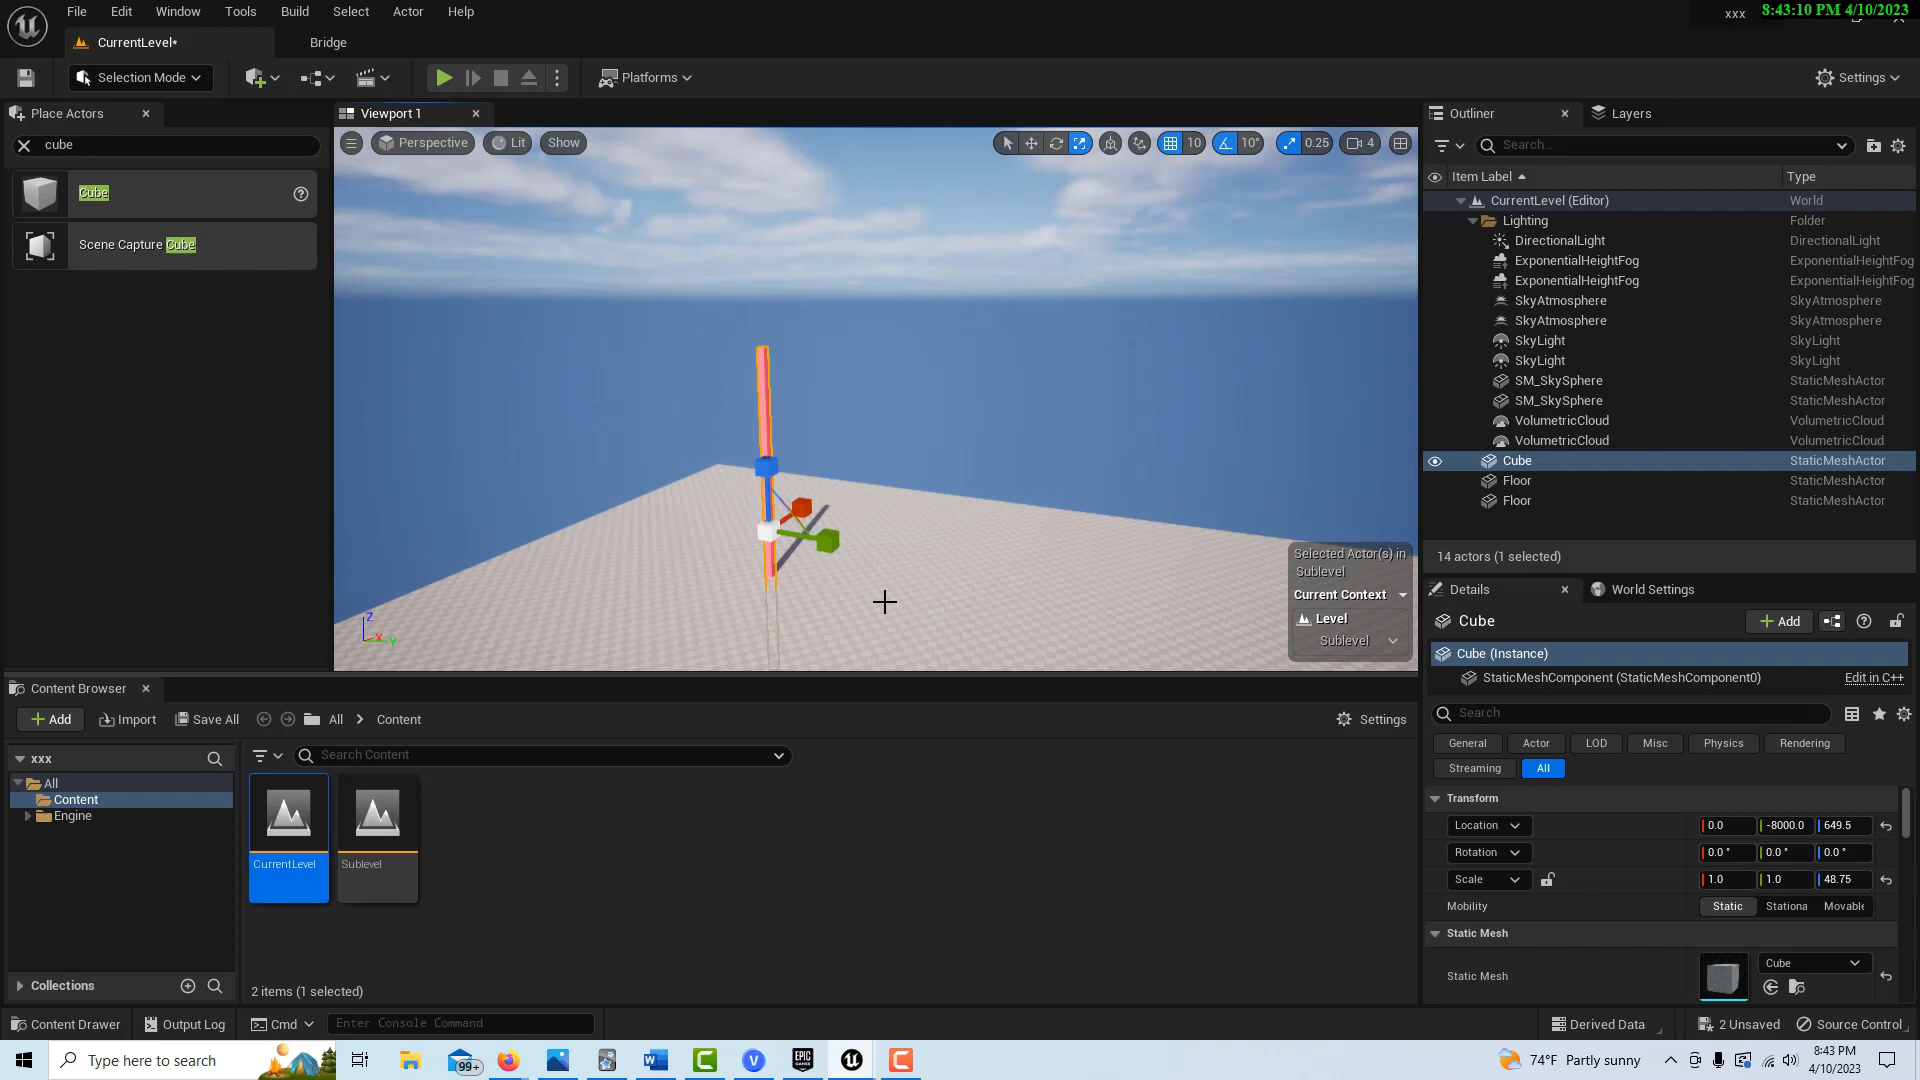 File Edit Window Tools Build Select Actor Help
xxx
8:43:10 PM 4/10/2023
CurrentLevel*
Bridge
Selection Mode
Platforms
Settings
Place Actors
cube
Cube
Scene Capture Cube
Viewport 1
Perspective
Lit
Show
10
10°
0.25
4
Z
X
Y
Selected Actor(s) in
Sublevel
Current Context
Level
Sublevel
Outliner
Layers
Search...
Item Label
Type
CurrentLevel (Editor) World
Lighting Folder
DirectionalLight DirectionalLight
ExponentialHeightFog ExponentialHeightFog
ExponentialHeightFog ExponentialHeightFog
SkyAtmosphere SkyAtmosphere
SkyAtmosphere SkyAtmosphere
SkyLight SkyLight
SkyLight SkyLight
SM_SkySphere StaticMeshActor
SM_SkySphere StaticMeshActor
VolumetricCloud VolumetricCloud
VolumetricCloud VolumetricCloud
Cube StaticMeshActor
Floor StaticMeshActor
Floor StaticMeshActor
14 actors (1 selected)
Details
World Settings
Cube
Add
Cube (Instance)
StaticMeshComponent (StaticMeshComponent0)
Edit in C++
Search
General Actor LOD Misc Physics Rendering
Streaming All
Transform
Location 0.0 -8000.0 649.5
Rotation 0.0 ° 0.0 ° 0.0 °
Scale 1.0 1.0 48.75
Mobility Static Stationa Movable
Static Mesh
Static Mesh
Cube
Content Browser
Add Import Save All All Content
Settings
xxx
All
Content
Engine
Collections
Search Content
CurrentLevel
Sublevel
2 items (1 selected)
Content Drawer
Output Log
Cmd
Enter Console Command
Derived Data
2 Unsaved
Source Control
Type here to search
99+
EPIC
GAMES
V
74°F Partly sunny
8:43 PM
4/10/2023